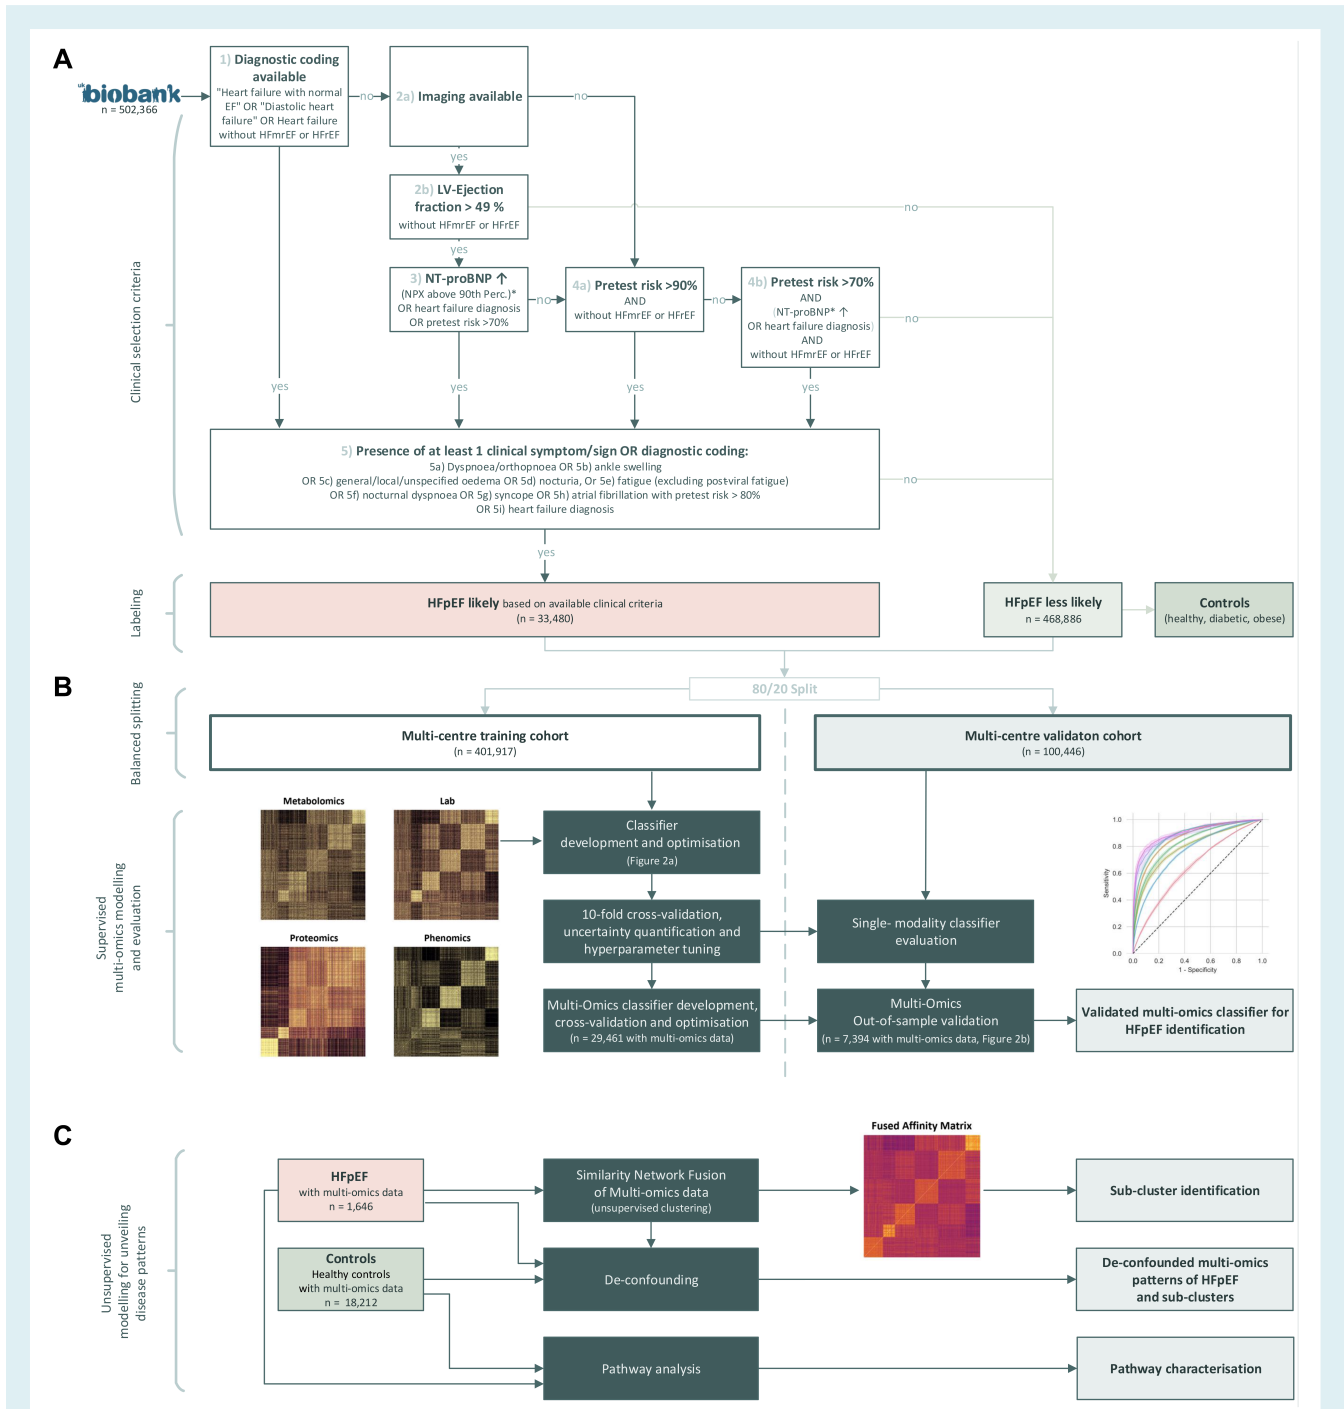 A
uk biobank
n = 502,366
1) Diagnostic coding
available
"Heart failure with normal
EF" OR "Diastolic heart
failure" OR Heart failure
without HFmrEF or HFrEF
no
2a) Imaging available
no
yes
2b) LV-Ejection
fraction > 49 %
without HFmrEF or HFrEF
no
yes
3) NT-proBNP ↑
(NPX above 90th Perc.)*
OR heart failure diagnosis
OR pretest risk >70%
no
4a) Pretest risk >90%
AND
without HFmrEF or HFrEF
no
4b) Pretest risk >70%
AND
(NT-proBNP* ↑
OR heart failure diagnosis)
AND
without HFmrEF or HFrEF
no
Clinical selection criteria
yes
yes
yes
yes
5) Presence of at least 1 clinical symptom/sign OR diagnostic coding:
5a) Dyspnoea/orthopnoea OR 5b) ankle swelling
OR 5c) general/local/unspecified oedema OR 5d) nocturia, Or 5e) fatigue (excluding post-viral fatigue)
OR 5f) nocturnal dyspnoea OR 5g) syncope OR 5h) atrial fibrillation with pretest risk > 80%
OR 5i) heart failure diagnosis
no
yes
Labeling
HFpEF likely based on available clinical criteria
(n = 33,480)
HFpEF less likely
n = 468,886
Controls
(healthy, diabetic, obese)
B
80/20 Split
Balanced splitting
Multi-centre training cohort
(n = 401,917)
Multi-centre validaton cohort
(n = 100,446)
Supervised
multi-omics modelling
and evaluation
Metabolomics
Lab
Proteomics
Phenomics
Classifier
development and optimisation
(Figure 2a)
10-fold cross-validation,
uncertainty quantification and
hyperparameter tuning
Single- modality classifier
evaluation
Multi-Omics classifier development,
cross-validation and optimisation
(n = 29,461 with multi-omics data)
Multi-Omics
Out-of-sample validation
(n = 7,394 with multi-omics data, Figure 2b)
Sensitivity
1.0
0.8
0.6
0.4
0.2
0.0
0.0 0.2 0.4 0.6 0.8 1.0
1 - Specificity
Validated multi-omics classifier for
HFpEF identification
C
Unsupervised
modelling for unveiling
disease patterns
HFpEF
with multi-omics data
n = 1,646
Similarity Network Fusion
of Multi-omics data
(unsupervised clustering)
Fused Affinity Matrix
Sub-cluster identification
Controls
Healthy controls
with multi-omics data
n = 18,212
De-confounding
De-confounded multi-omics
patterns of HFpEF
and sub-clusters
Pathway analysis
Pathway characterisation